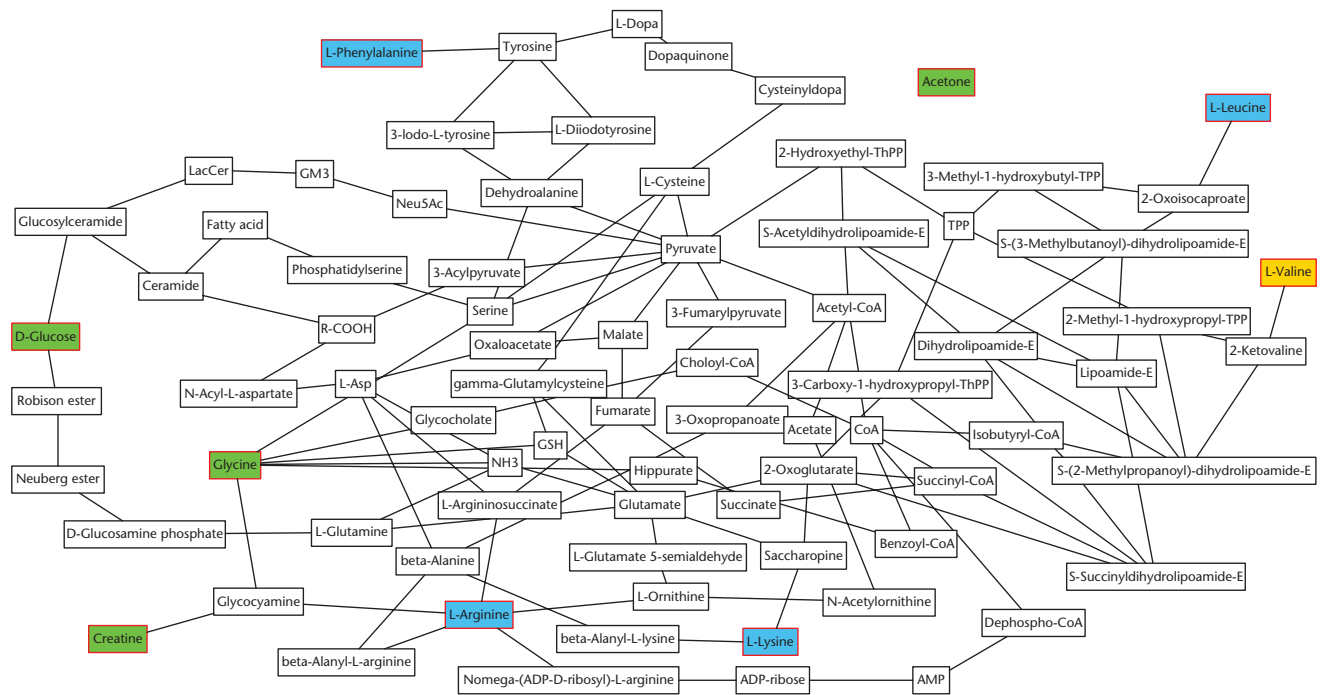 L-Dopa
Tyrosine
L-Phenylalanine
Dopaquinone
Acetone
Cysteinyldopa
L-Leucine
3-Iodo-L-tyrosine
L-Diiodotyrosine
2-Hydroxyethyl-ThPP
LacCer
GM3
3-Methyl-1-hydroxybutyl-TPP
L-Cysteine
Dehydroalanine
2-Oxoisocaproate
Neu5Ac
Glucosylceramide
Fatty acid
TPP
S-Acetyldihydrolipoamide-E
S-(3-Methylbutanoyl)-dihydrolipoamide-E
Pyruvate
Phosphatidylserine
3-Acylpyruvate
L-Valine
Ceramide
Serine
Acetyl-CoA
3-Fumarylpyruvate
2-Methyl-1-hydroxypropyl-TPP
R-COOH
D-Glucose
Malate
Oxaloacetate
Dihydrolipoamide-E
2-Ketovaline
Choloyl-CoA
Lipoamide-E
N-Acyl-L-aspartate
L-Asp
gamma-Glutamylcysteine
3-Carboxy-1-hydroxypropyl-ThPP
Robison ester
Fumarate
Glycocholate
3-Oxopropanoate
Acetate
CoA
Isobutyryl-CoA
GSH
Glycine
NH3
Hippurate
2-Oxoglutarate
S-(2-Methylpropanoyl)-dihydrolipoamide-E
Neuberg ester
Succinyl-CoA
L-Argininosuccinate
Glutamate
Succinate
D-Glucosamine phosphate
L-Glutamine
Benzoyl-CoA
L-Glutamate 5-semialdehyde
Saccharopine
beta-Alanine
S-Succinyldihydrolipoamide-E
Glycocyamine
L-Ornithine
N-Acetylornithine
L-Arginine
Dephospho-CoA
Creatine
beta-Alanyl-L-lysine
L-Lysine
beta-Alanyl-L-arginine
Nomega-(ADP-D-ribosyl)-L-arginine
ADP-ribose
AMP